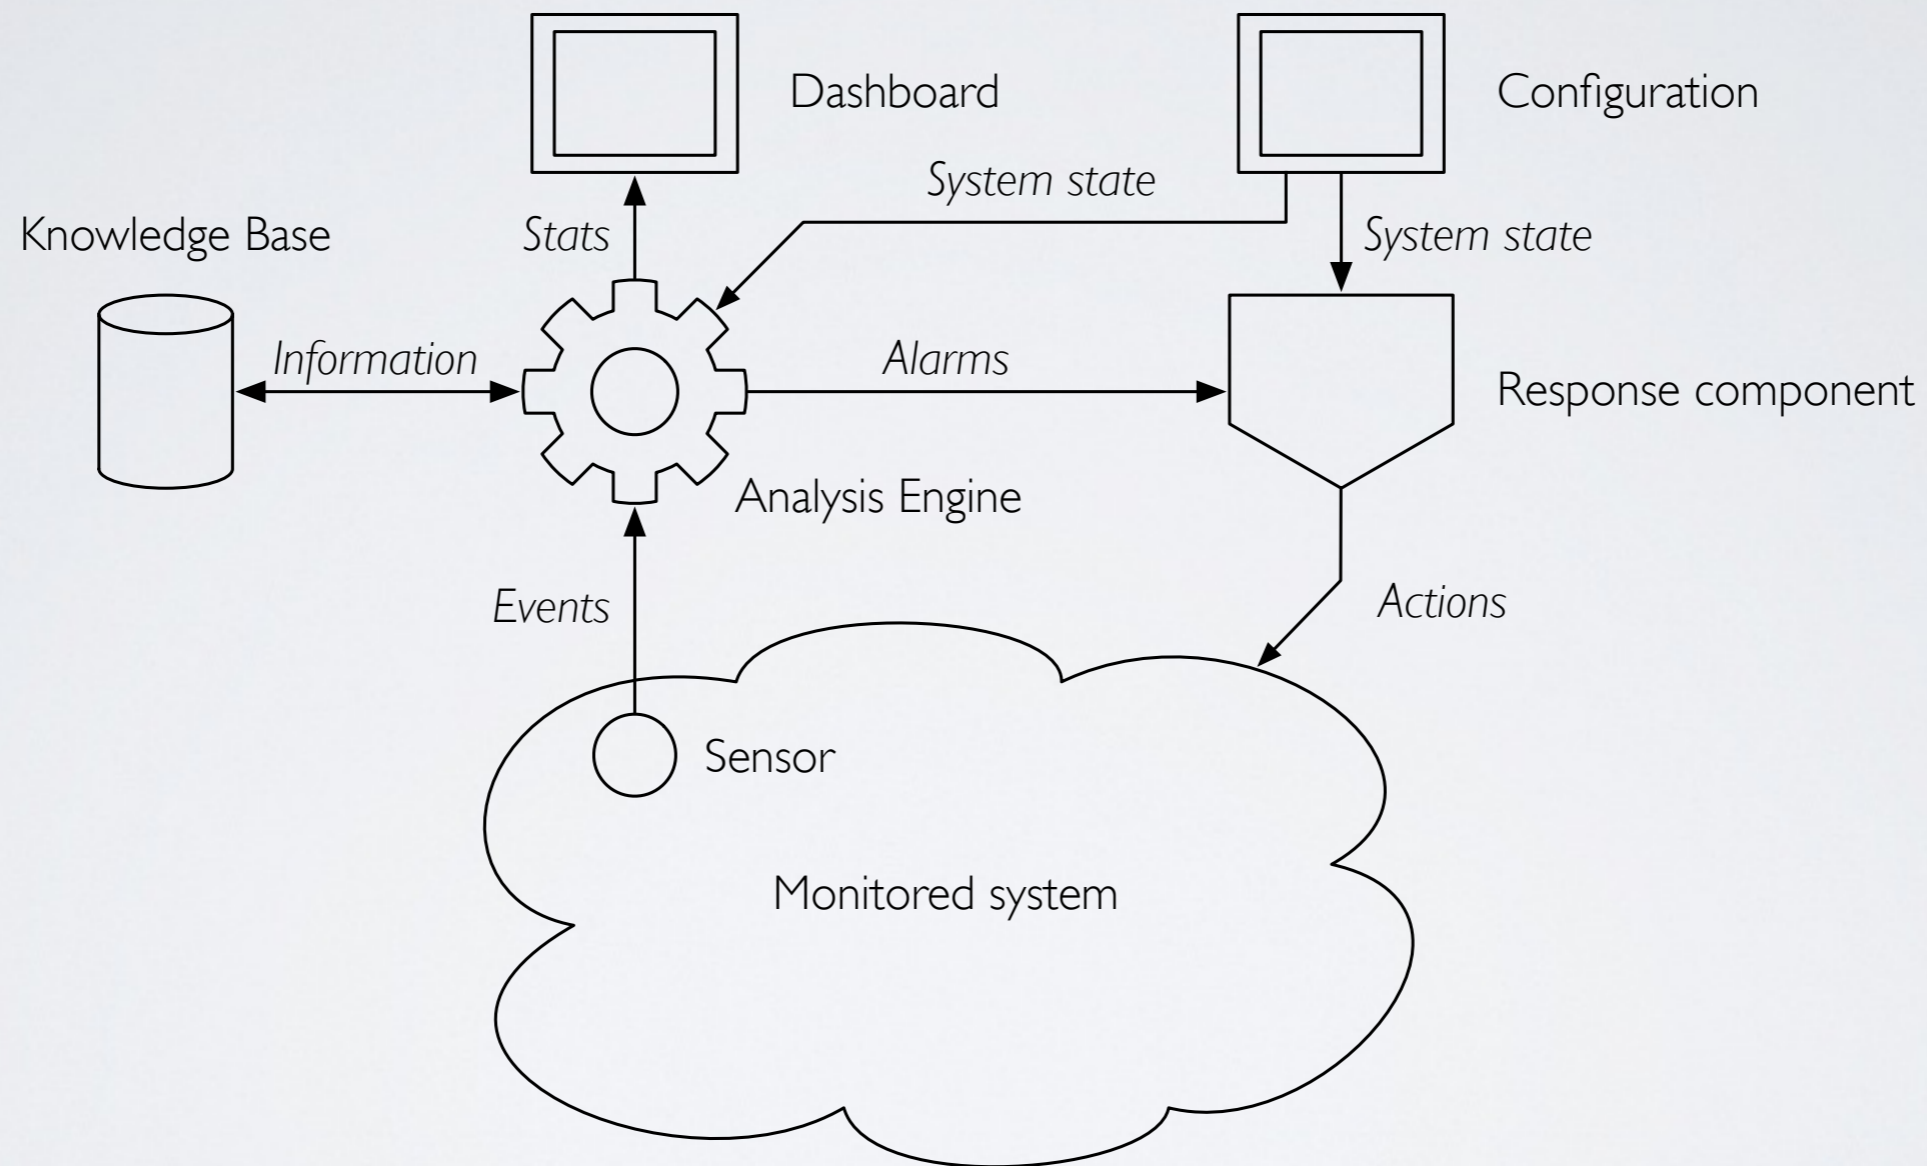 Dashboard
Configuration
System state
Knowledge Base
Stats
System state
Information
Alarms
Response component
Analysis Engine
Events
Actions
Sensor
Monitored system